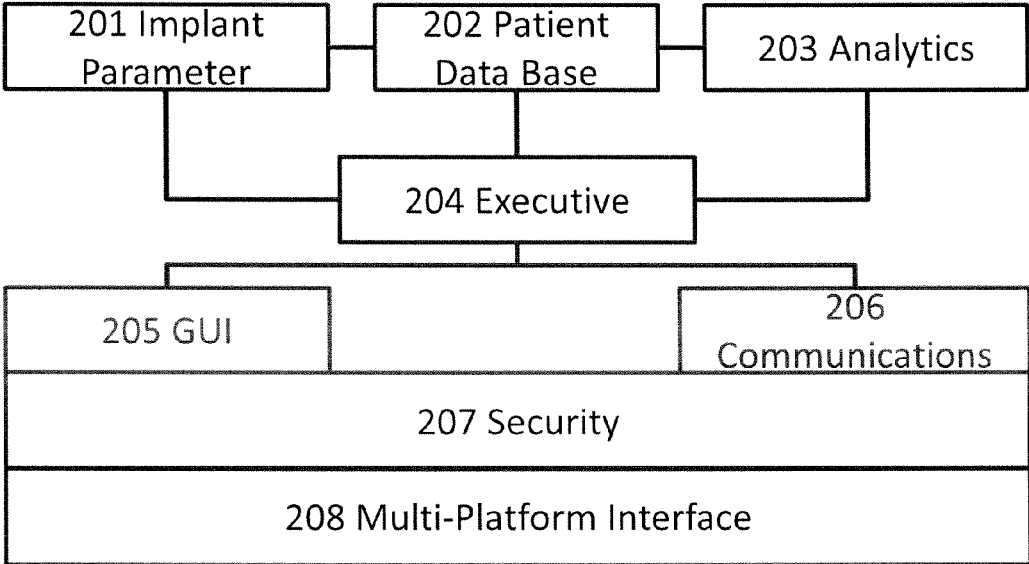 201 Implant
Parameter
202 Patient
Data Base
203 Analytics
204 Executive
205 GUI
206
Communications
207 Security
208 Multi-Platform Interface